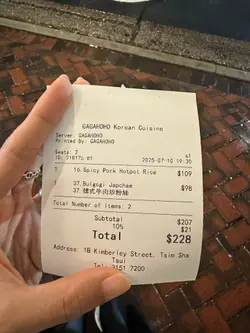 GAGAHOHO Korean Cuisine
Server: GAGAHOHO
Printed By: GAGAHOHO
Seats: 2 s1
2025-07-10 19:30
1 16.Spicy Pork Hotpot Rice $109
1 37.Bulgogi Japchae $98
37.韓式牛肉炒粉絲
Total Number of Items: 2
Subtotal $207
10% $21
Total $228
Address: 16 Kimberley Street, Tsim Sha
Tsui
Tel: 3151 7200